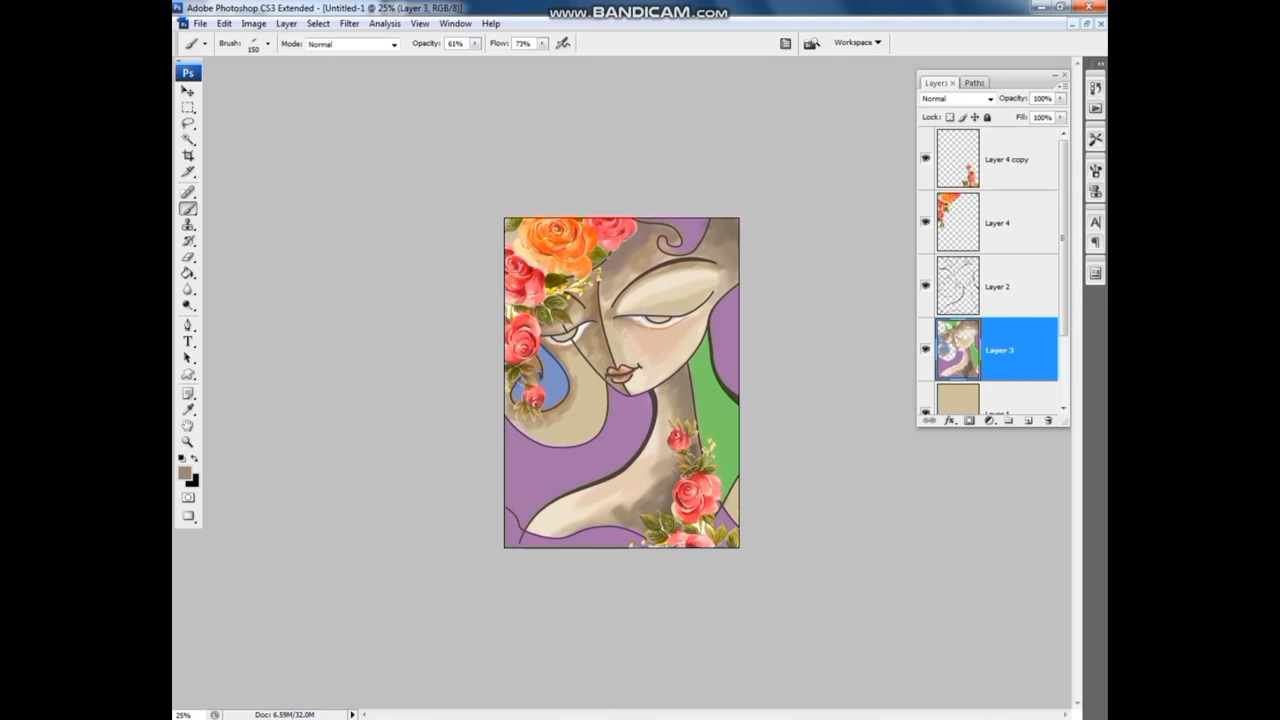 Adobe Photoshop CS3 Extended - [Untitled-1 @ 25% (Layer 3, RGB/8)]
www.BANDICAM.com
File Edit Image Layer Select Filter Analysis View Window Help
Brush: 150 Mode: Normal Opacity: 61% Flow: 73% Workspace
Ps
Layers x Paths
Normal Opacity: 100%
Lock: Fill: 100%
Layer 4 copy
Layer 4
Layer 2
Layer 3
25% Doc: 6.59M/32.0M